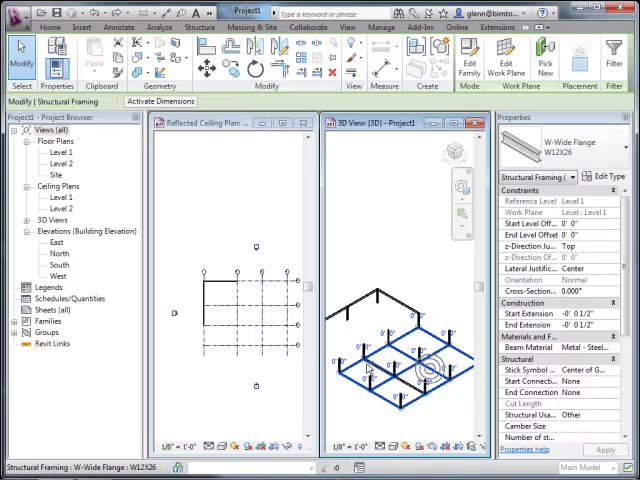 Project1
Type a keyword or phrase
glenn@bimto...
Home
Insert
Annotate
Analyze
Structure
Massing & Site
Collaborate
View
Manage
Add-Ins
Online
Extensions
Modify
Paste
Edit
Family
Edit
Work Plane
Pick
New
Placement
Filter
Select
Properties
Clipboard
Geometry
Modify
View
Measure
Create
Mode
Work Plane
Filter
Modify | Structural Framing
Activate Dimensions
Project1 - Project Browser
Views (all)
Floor Plans
Level 1
Level 2
Site
Ceiling Plans
Level 1
Level 2
3D Views
Elevations (Building Elevation)
East
North
South
West
Legends
Schedules/Quantities
Sheets (all)
Families
Groups
Revit Links
Reflected Ceiling Plan:
3D View: {3D} - Project1
0' 0"
1/8" = 1'-0"
1/8" = 1'-0"
Properties
W-Wide Flange
W12X26
Structural Framing (
Edit Type
Constraints
Reference Level Level 1
Work Plane Level : Level 1
Start Level Off... 0' 0"
End Level Offset 0' 0"
z-Direction Ju... Top
z-Direction Of...
Lateral Justific... Center
Orientation Normal
Cross-Section... 0.000°
Construction
Start Extension -0' 0 1/2"
End Extension -0' 0 1/2"
Materials and F...
Beam Material Metal - Steel...
Structural
Stick Symbol ... Center of G...
Start Connecti... None
End Connecti... None
Cut Length
Structural Usa... Other
Camber Size
Number of st...
Properties help
Apply
Structural Framing : W-Wide Flange : W12X26
:0
Main Model